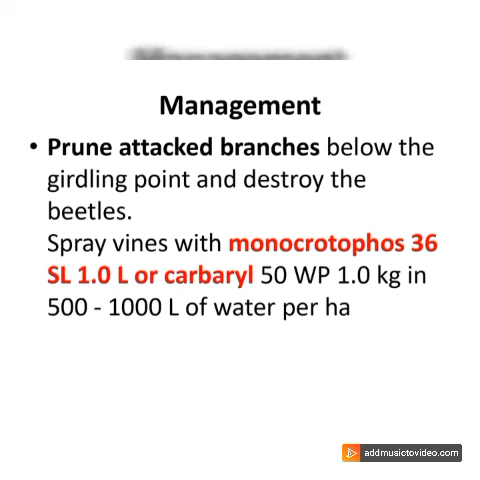 Management
• Prune attacked branches below the
girdling point and destroy the
beetles.
Spray vines with monocrotophos 36
SL 1.0 L or carbaryl 50 WP 1.0 kg in
500 - 1000 L of water per ha
addmusictovideo.com